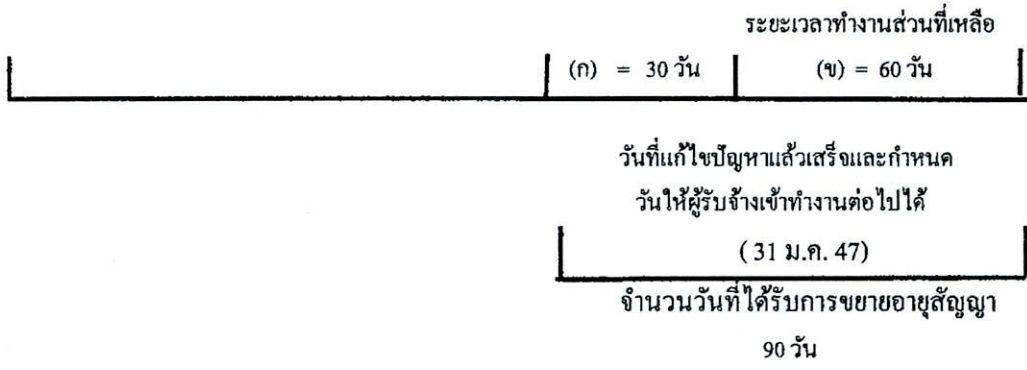 ระยะเวลาทำงานส่วนที่เหลือ
(ก) = 30 วัน (ข) = 60 วัน
วันที่แก้ไขปัญหาแล้วเสร็จและกำหนด
วันให้ผู้รับจ้างเข้าทำงานต่อไปได้
( 31 ม.ค. 47)
จำนวนวันที่ได้รับการขยายอายุสัญญา
90 วัน